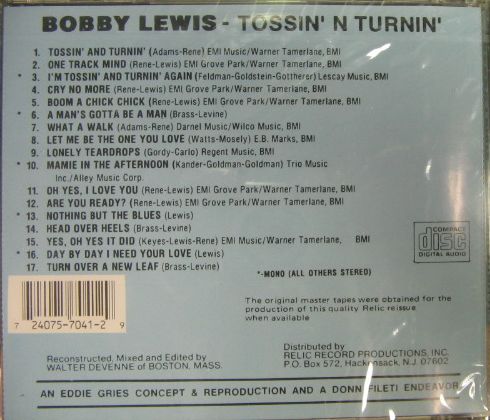 BOBBY LEWIS - TOSSIN' N TURNIN'
1. TOSSIN' AND TURNIN' (Adams-Rene) EMI Music/Warner Tamerlane, BMI
2. ONE TRACK MIND (Rene-Lewis) EMI Grove Park/Warner Tamerlane, BMI
* 3. I'M TOSSIN' AND TURNIN' AGAIN (Feldman-Goldstein-Gottherer) Lescay Music, BMI
4. CRY NO MORE (Rene-Lewis) EMI Grove Park/Warner Tamerlane, BMI
5. BOOM A CHICK CHICK (Rene-Lewis) EMI Grove Park/Warner Tamerlane, BMI
* 6. A MAN'S GOTTA BE A MAN (Brass-Levine)
7. WHAT A WALK (Adams-Rene) Darnel Music/Wilco Music, BMI
8. LET ME BE THE ONE YOU LOVE (Watts-Mosely) E.B. Marks, BMI
9. LONELY TEARDROPS (Gordy-Carlo) Regent Music, BMI
* 10. MAMIE IN THE AFTERNOON (Kander-Goldman-Goldman) Trio Music
Inc./Alley Music Corp.
11. OH YES, I LOVE YOU (Rene-Lewis) EMI Grove Park/Warner Tamerlane, BMI
12. ARE YOU READY? (Rene-Lewis) EMI Grove Park/Warner Tamerlane, BMI
* 13. NOTHING BUT THE BLUES (Lewis)
14. HEAD OVER HEELS (Brass-Levine)
15. YES, OH YES IT DID (Keyes-Lewis-Rene) EMI Music/Warner Tamerlane, BMI
* 16. DAY BY DAY I NEED YOUR LOVE (Lewis)
17. TURN OVER A NEW LEAF (Brass-Levine)
COMPACT
disc
DIGITAL AUDIO
*-MONO (ALL OTHERS STEREO)
The original master tapes were obtained for the
production of this quality Relic reissue
when available
7 24075-7041-2 9
Reconstructed, Mixed and Edited by
WALTER DEVENNE of BOSTON, MASS.
Distributed by
RELIC RECORD PRODUCTIONS, INC.
P.O. Box 572, Hackensack, N.J. 07602
AN EDDIE GRIES CONCEPT & REPRODUCTION AND A DONN FILETI ENDEAVOR